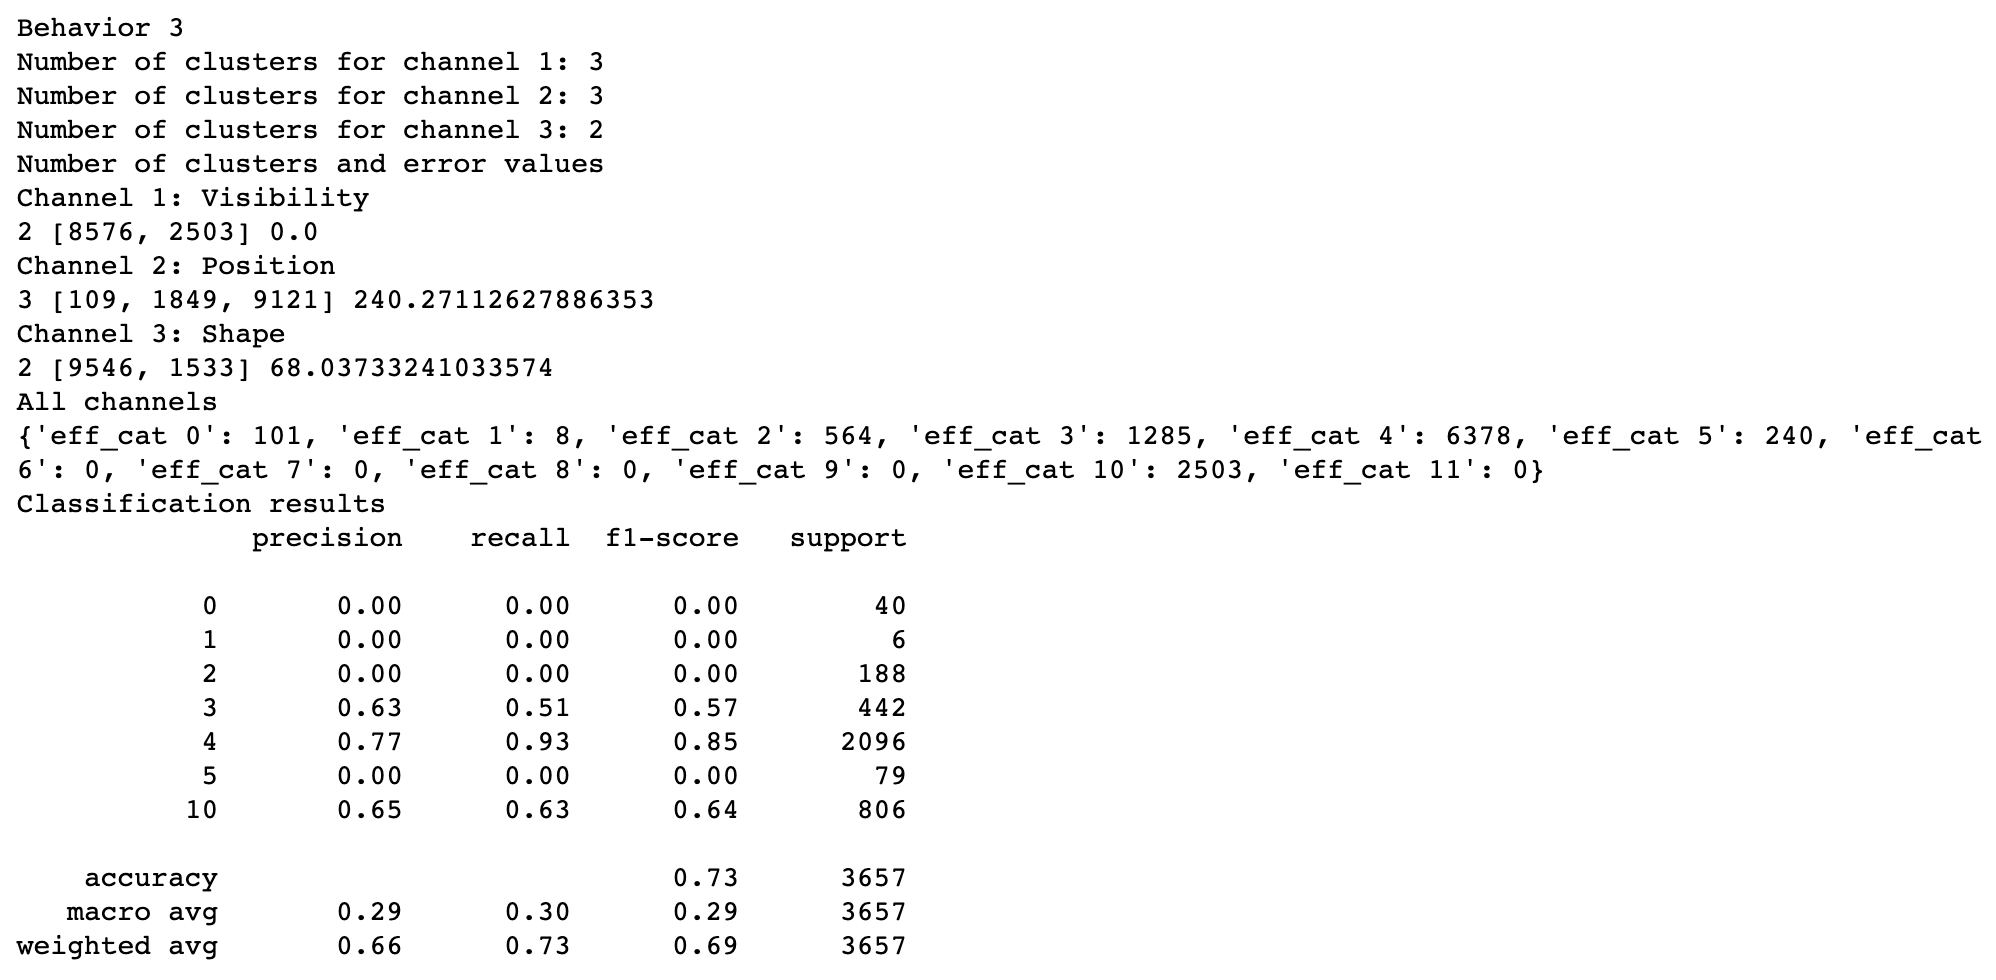 Behavior 3
Number of clusters for channel 1: 3
Number of clusters for channel 2: 3
Number of clusters for channel 3: 2
Number of clusters and error values
Channel 1: Visibility
2 [8576, 2503] 0.0
Channel 2: Position
3 [109, 1849, 9121] 240.27112627886353
Channel 3: Shape
2 [9546, 1533] 68.03733241033574
All channels
{'eff_cat 0': 101, 'eff_cat 1': 8, 'eff_cat 2': 564, 'eff_cat 3': 1285, 'eff_cat 4': 6378, 'eff_cat 5': 240, 'eff_cat
6': 0, 'eff_cat 7': 0, 'eff_cat 8': 0, 'eff_cat 9': 0, 'eff_cat 10': 2503, 'eff_cat 11': 0}
Classification results
precision recall f1-score support
0 0.00 0.00 0.00 40
1 0.00 0.00 0.00 6
2 0.00 0.00 0.00 188
3 0.63 0.51 0.57 442
4 0.77 0.93 0.85 2096
5 0.00 0.00 0.00 79
10 0.65 0.63 0.64 806
accuracy 0.73 3657
macro avg 0.29 0.30 0.29 3657
weighted avg 0.66 0.73 0.69 3657